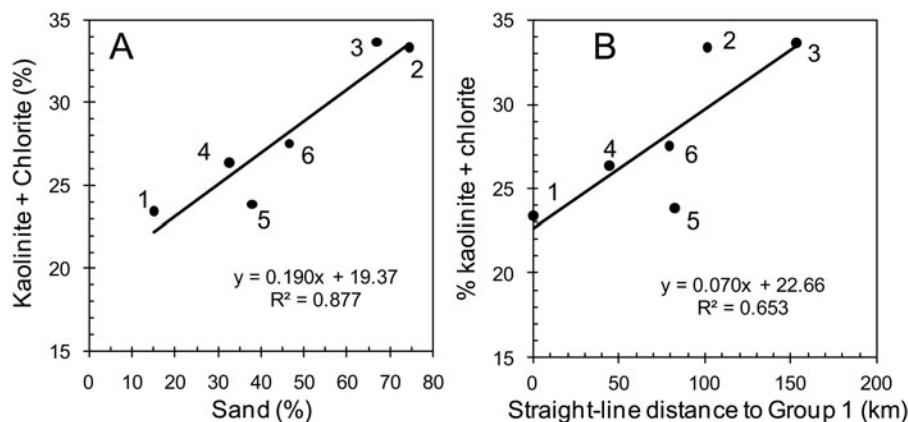 A
Kaolinite + Chlorite (%)
35
30
25
20
15
0 10 20 30 40 50 60 70 80
Sand (%)
1
4
5
6
3
2
y = 0.190x + 19.37
R² = 0.877
B
% kaolinite + chlorite
35
30
25
20
15
0 50 100 150 200
Straight-line distance to Group 1 (km)
1
4
6
5
2
3
y = 0.070x + 22.66
R² = 0.653